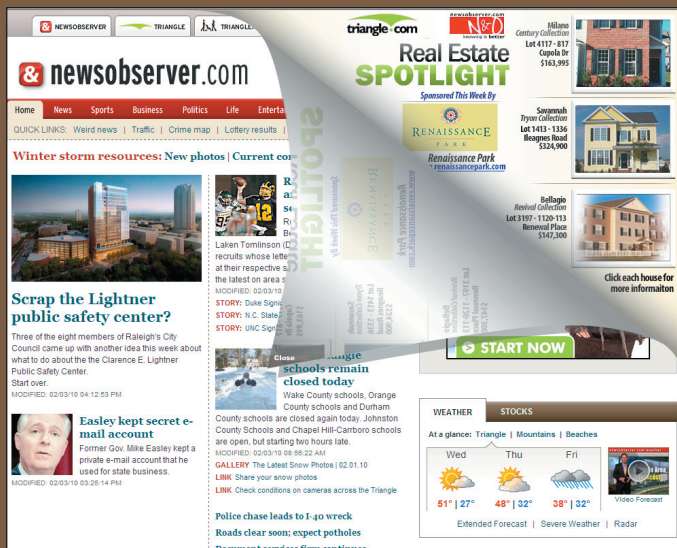 NEWSOBSERVER
TRIANGLE
TRIANGLE
& newsobserver.com
Home News Sports Business Politics Life Enterta
QUICK LINKS: Weird news | Traffic | Crime map | Lottery results |
Winter storm resources: New photos | Current con
triangle.com
newsobserver.com
N&O
knowing is better
Real Estate
SPOTLIGHT
Sponsored This Week By
RENAISSANCE
PARK
Renaissance Park
renaissancepark.com
Milano
Century Collection
Lot 4117 - 817
Cupola Dr
$163,995
Savannah
Tryon Collection
Lot 1413 - 1336
Ileagnes Road
$324,900
Bellagio
Revival Collection
Lot 3197 - 1120-113
Renewal Place
$147,300
Click each house for
more informaiton
START NOW
Close
Scrap the Lightner
public safety center?
Three of the eight members of Raleigh's City
Council came up with another idea this week about
what to do about the the Clarence E. Lightner
Public Safety Center.
Start over.
MODIFIED: 02/03/10 04:12:53 PM
Easley kept secret e-
mail account
Former Gov. Mike Easley kept a
private e-mail account that he
used for state business.
MODIFIED: 02/03/10 03:25:14 PM
Laken Tomlinson (D
recruits whose lette
at their respective s
the latest on area s
MODIFIED: 02/03/10
STORY: Duke Signi
STORY: N.C. State
STORY: UNC Sign
schools remain
closed today
Wake County schools, Orange
County schools and Durham
County schools are closed again today. Johnston
County Schools and Chapel Hill-Carrboro schools
are open, but starting two hours late.
MODIFIED: 02/03/10 08:56:22 AM
GALLERY The Latest Snow Photos | 02.01.10
LINK Share your snow photos
LINK Check conditions on cameras across the Triangle
Police chase leads to I-40 wreck
Roads clear soon; expect potholes
Document services firm continues
WEATHER STOCKS
At a glance: Triangle | Mountains | Beaches
Wed Thu Fri
51° | 27° 48° | 32° 38° | 32°
Video Forecast
Extended Forecast | Severe Weather | Radar